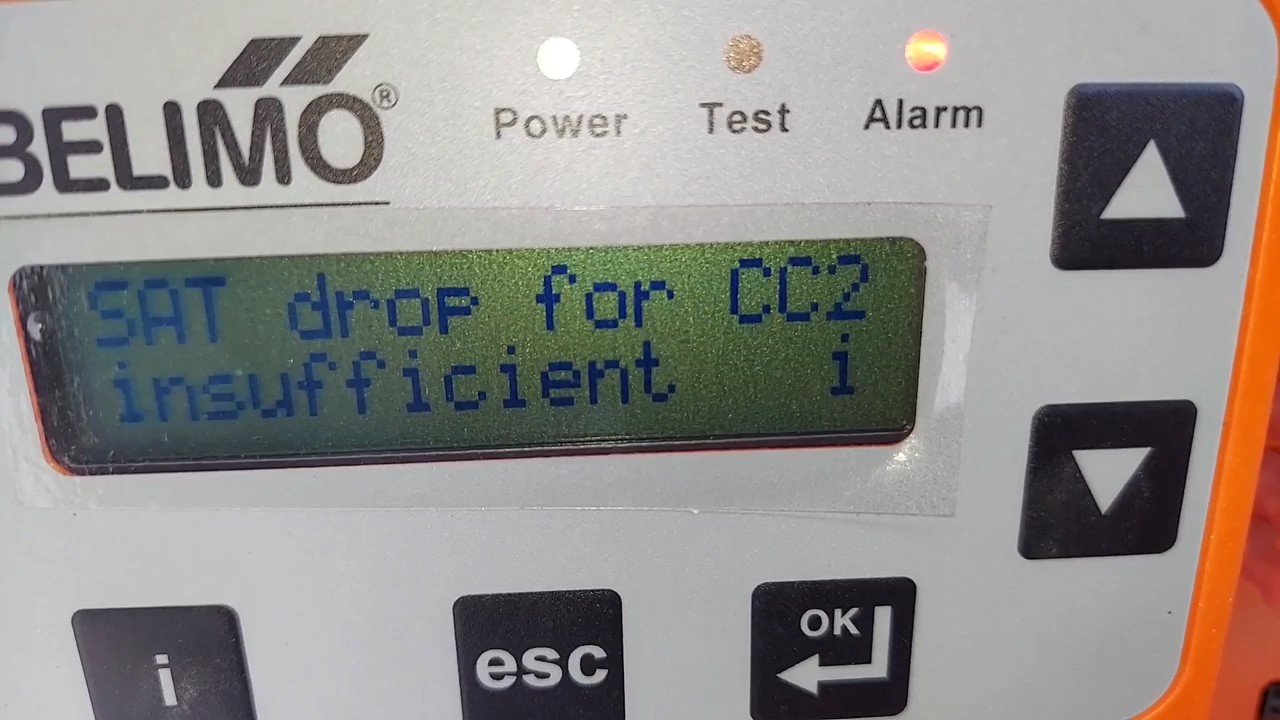 BELIMO®
Power Test Alarm
SAT drop for CC2
insufficient i
i esc OK